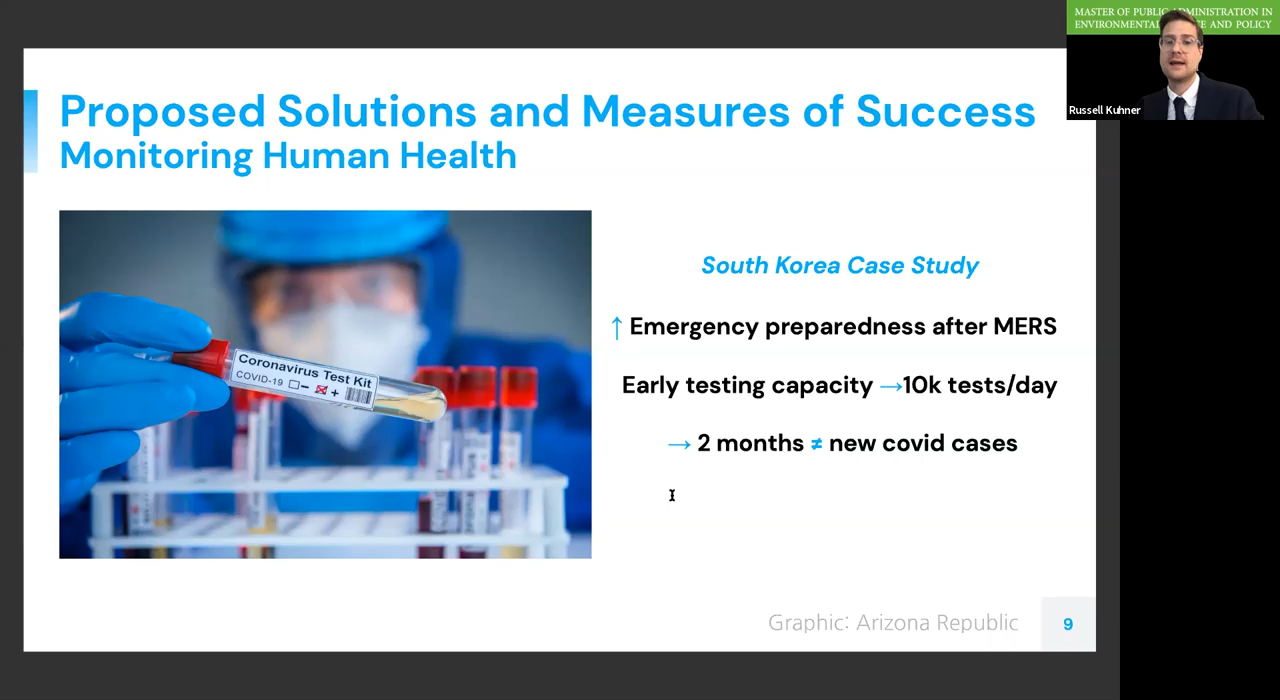 MASTER OF PUBLIC ADMINISTRATION IN
ENVIRONMENTAL SCIENCE AND POLICY
Russell Kuhner
Proposed Solutions and Measures of Success
Monitoring Human Health
Coronavirus Test Kit
COVID-19 - +
South Korea Case Study
↑ Emergency preparedness after MERS
Early testing capacity →10k tests/day
→ 2 months ≠ new covid cases
Graphic: Arizona Republic
9